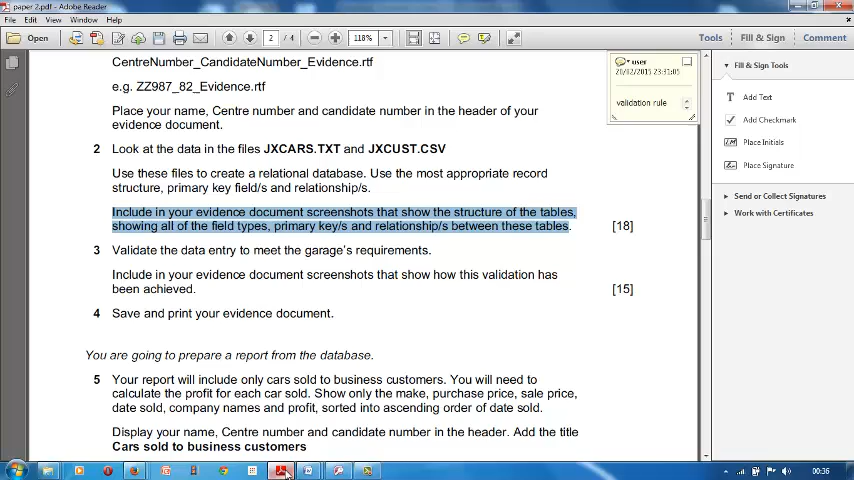 paper 2.pdf - Adobe Reader
File Edit View Window Help
Open 2 / 4 118% Tools Fill & Sign Comment
CentreNumber_CandidateNumber_Evidence.rtf
e.g. ZZ987_82_Evidence.rtf
Place your name, Centre number and candidate number in the header of your
evidence document.
2 Look at the data in the files JXCARS.TXT and JXCUST.CSV
Use these files to create a relational database. Use the most appropriate record
structure, primary key field/s and relationship/s.
Include in your evidence document screenshots that show the structure of the tables,
showing all of the field types, primary key/s and relationship/s between these tables. [18]
3 Validate the data entry to meet the garage's requirements.
Include in your evidence document screenshots that show how this validation has
been achieved. [15]
4 Save and print your evidence document.
You are going to prepare a report from the database.
5 Your report will include only cars sold to business customers. You will need to
calculate the profit for each car sold. Show only the make, purchase price, sale price,
date sold, company names and profit, sorted into ascending order of date sold.
Display your name, Centre number and candidate number in the header. Add the title
Cars sold to business customers
user
20/02/2015 23:31:05
validation rule
Fill & Sign Tools
Add Text
Add Checkmark
Place Initials
Place Signature
Send or Collect Signatures
Work with Certificates
00:36